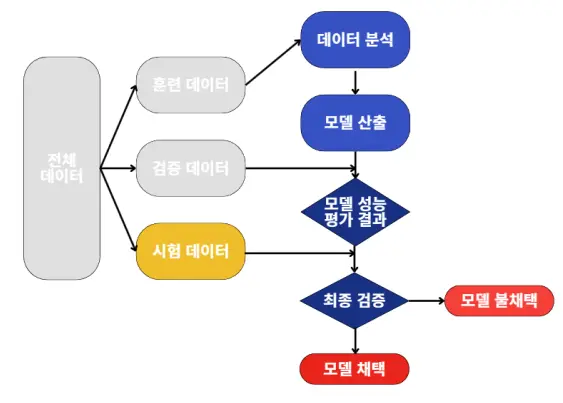 전체
데이터
훈련 데이터
검증 데이터
시험 데이터
데이터 분석
모델 산출
모델 성능
평가 결과
최종 검증
모델 불채택
모델 채택